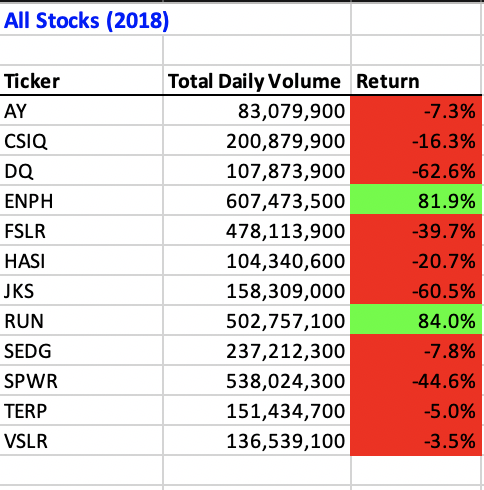 All Stocks (2018)
Ticker Total Daily Volume Return
AY 83,079,900 -7.3%
CSIQ 200,879,900 -16.3%
DQ 107,873,900 -62.6%
ENPH 607,473,500 81.9%
FSLR 478,113,900 -39.7%
HASI 104,340,600 -20.7%
JKS 158,309,000 -60.5%
RUN 502,757,100 84.0%
SEDG 237,212,300 -7.8%
SPWR 538,024,300 -44.6%
TERP 151,434,700 -5.0%
VSLR 136,539,100 -3.5%